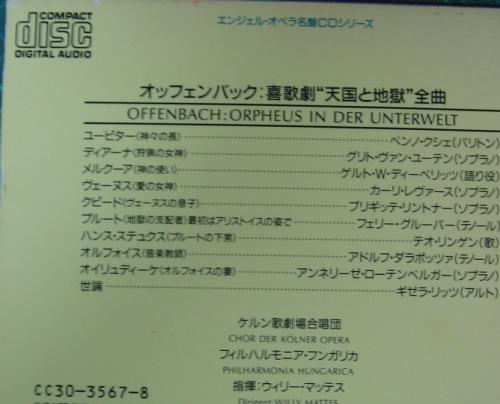 COMPACT
disc
DIGITAL AUDIO
エンジェル・オペラ名盤CDシリーズ
オッフェンバック:喜歌劇“天国と地獄”全曲
OFFENBACH:ORPHEUS IN DER UNTERWELT
ユーピター(神々の長) ベンノ・クシェ(バリトン)
ディアーナ(狩猟の女神) グリト・ヴァン・ユーテン(ソプラノ)
メルクーア(神の使い) ゲルト・W・ディーベリッツ(語り役)
ヴェーヌス(愛の女神) カーリ・レヴァース(ソプラノ)
クピード(ヴェーヌスの息子) ブリギッテ・リントナー(ソプラノ)
プルート(地獄の支配者)最初はアリストイスの姿で フェリー・グルーバー(テノール)
ハンス・ステュクス(プルートの下男) テオ・リンゲン(歌)
オルフォイス(音楽教師) アドルフ・ダラポッツァ(テノール)
オイリュディーケ(オルフォイスの妻) アンネリーゼ・ローテンベルガー(ソプラノ)
世論 ギゼラ・リッツ(アルト)
ケルン歌劇場合唱団
CHOR DER KÖLNER OPERA
フィルハルモニア・フンガリカ
PHILHARMONIA HUNGARICA
指揮:ウィリー・マッテス
Dirigent:WILLY MATTES
CC30-3567-8